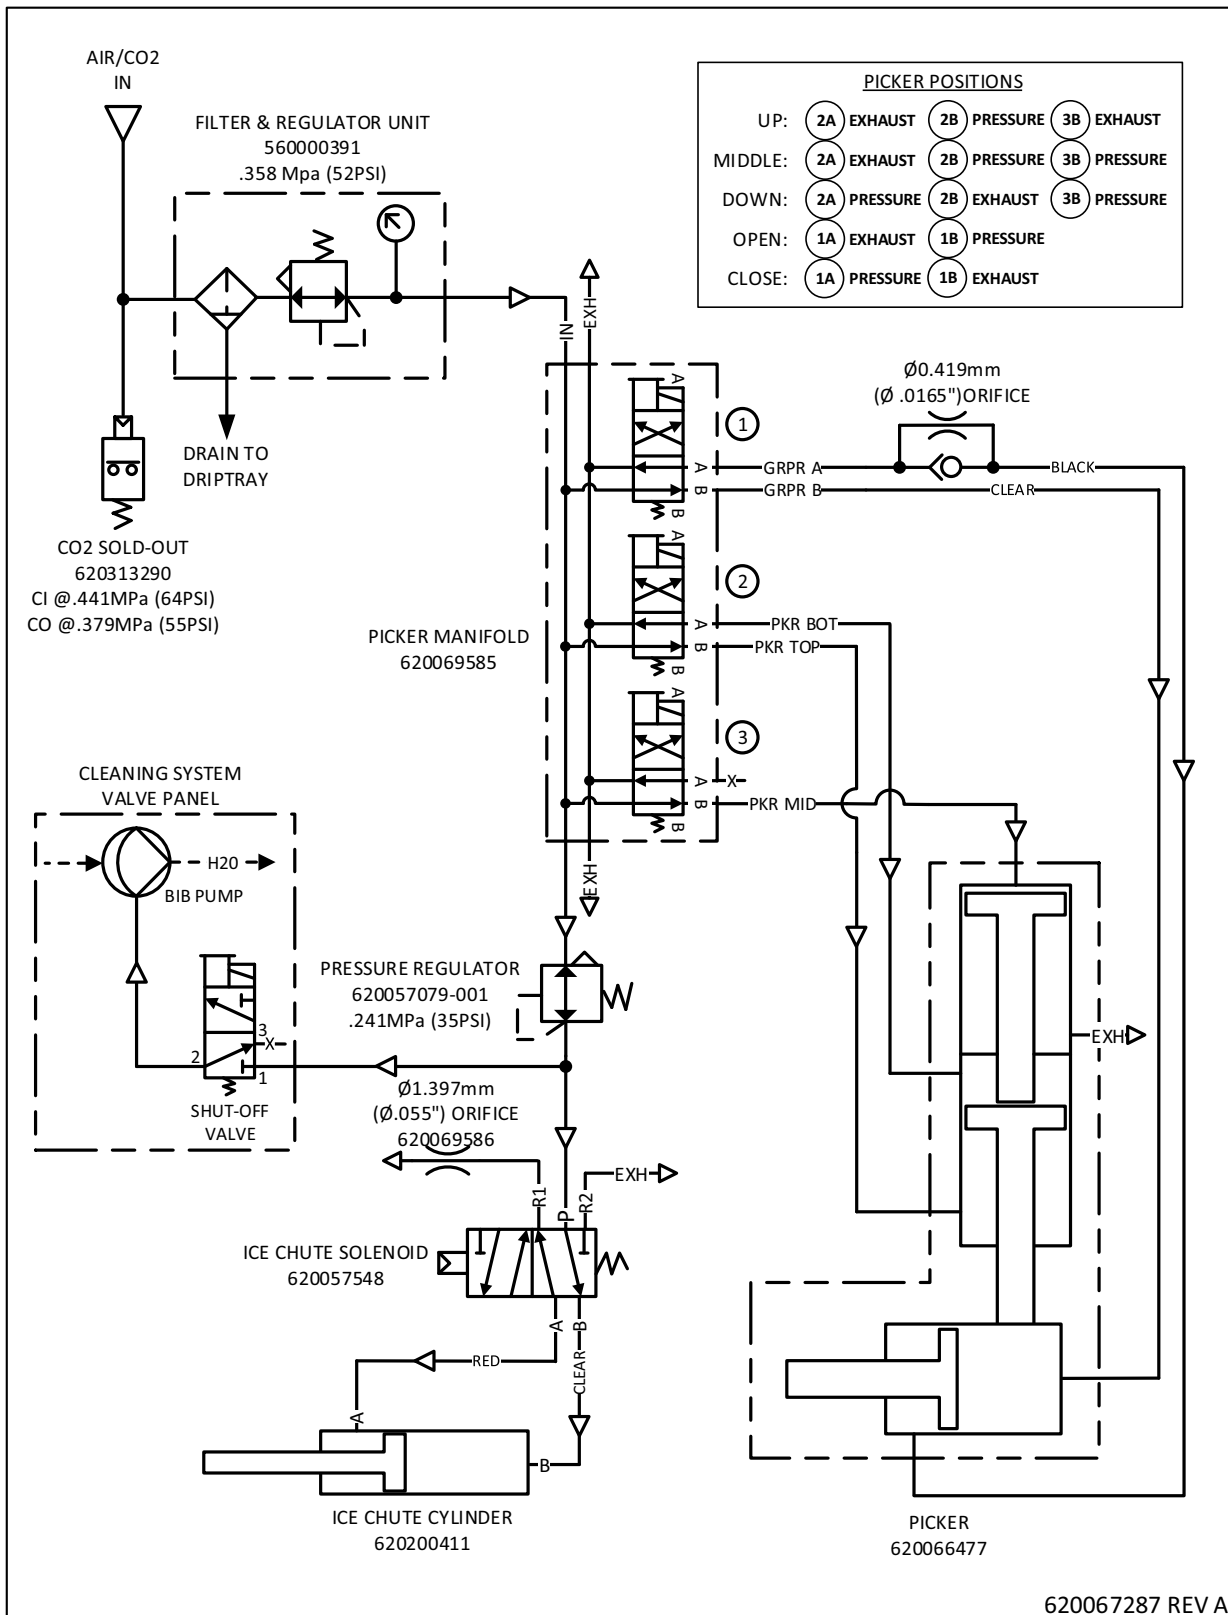 AIR/CO2
IN
FILTER & REGULATOR UNIT
560000391
.358 Mpa (52PSI)
PICKER POSITIONS
UP: 2A EXHAUST 2B PRESSURE 3B EXHAUST
MIDDLE: 2A EXHAUST 2B PRESSURE 3B PRESSURE
DOWN: 2A PRESSURE 2B EXHAUST 3B PRESSURE
OPEN: 1A EXHAUST 1B PRESSURE
CLOSE: 1A PRESSURE 1B EXHAUST
DRAIN TO
DRIPTRAY
CO2 SOLD-OUT
620313290
CI @.441MPa (64PSI)
CO @.379MPa (55PSI)
IN
EXH
A
1
A
B
B
GRPR A
GRPR B
Ø0.419mm
(Ø .0165")ORIFICE
BLACK
CLEAR
PICKER MANIFOLD
620069585
A
2
A
B
B
PKR BOT
PKR TOP
A
3
A
X
B
B
PKR MID
EXH
CLEANING SYSTEM
VALVE PANEL
H20
BIB PUMP
3
X
2
1
SHUT-OFF
VALVE
PRESSURE REGULATOR
620057079-001
.241MPa (35PSI)
EXH
Ø1.397mm
(Ø.055") ORIFICE
620069586
R1
P
R2
EXH
ICE CHUTE SOLENOID
620057548
A
B
RED
CLEAR
A
B
ICE CHUTE CYLINDER
620200411
PICKER
620066477
620067287 REV A